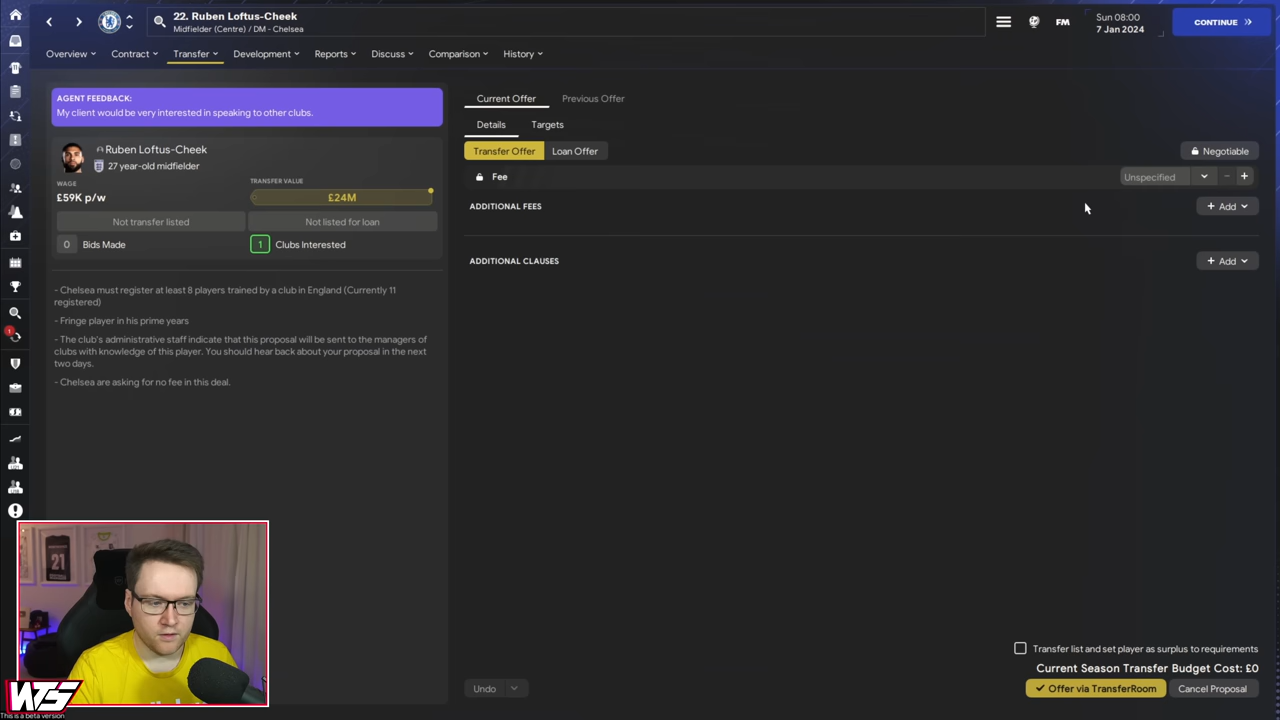 22. Ruben Loftus-Cheek
Midfielder (Centre) / DM - Chelsea
FM
Sun 08:00
7 Jan 2024
CONTINUE
Overview
Contract
Transfer
Development
Reports
Discuss
Comparison
History
AGENT FEEDBACK:
My client would be very interested in speaking to other clubs.
Ruben Loftus-Cheek
27 year-old midfielder
WAGE
£59K p/w
TRANSFER VALUE
£24M
Not transfer listed
Not listed for loan
0 Bids Made
1 Clubs Interested
- Chelsea must register at least 8 players trained by a club in England (Currently 11
registered)
- Fringe player in his prime years
- The club's administrative staff indicate that this proposal will be sent to the managers of
clubs with knowledge of this player. You should hear back about your proposal in the next
two days.
- Chelsea are asking for no fee in this deal.
Current Offer
Previous Offer
Details
Targets
Transfer Offer
Loan Offer
Negotiable
Fee
Unspecified
ADDITIONAL FEES
+ Add
ADDITIONAL CLAUSES
+ Add
Transfer list and set player as surplus to requirements
Current Season Transfer Budget Cost: £0
Undo
Offer via TransferRoom
Cancel Proposal
1
21
WTS
This is a beta version